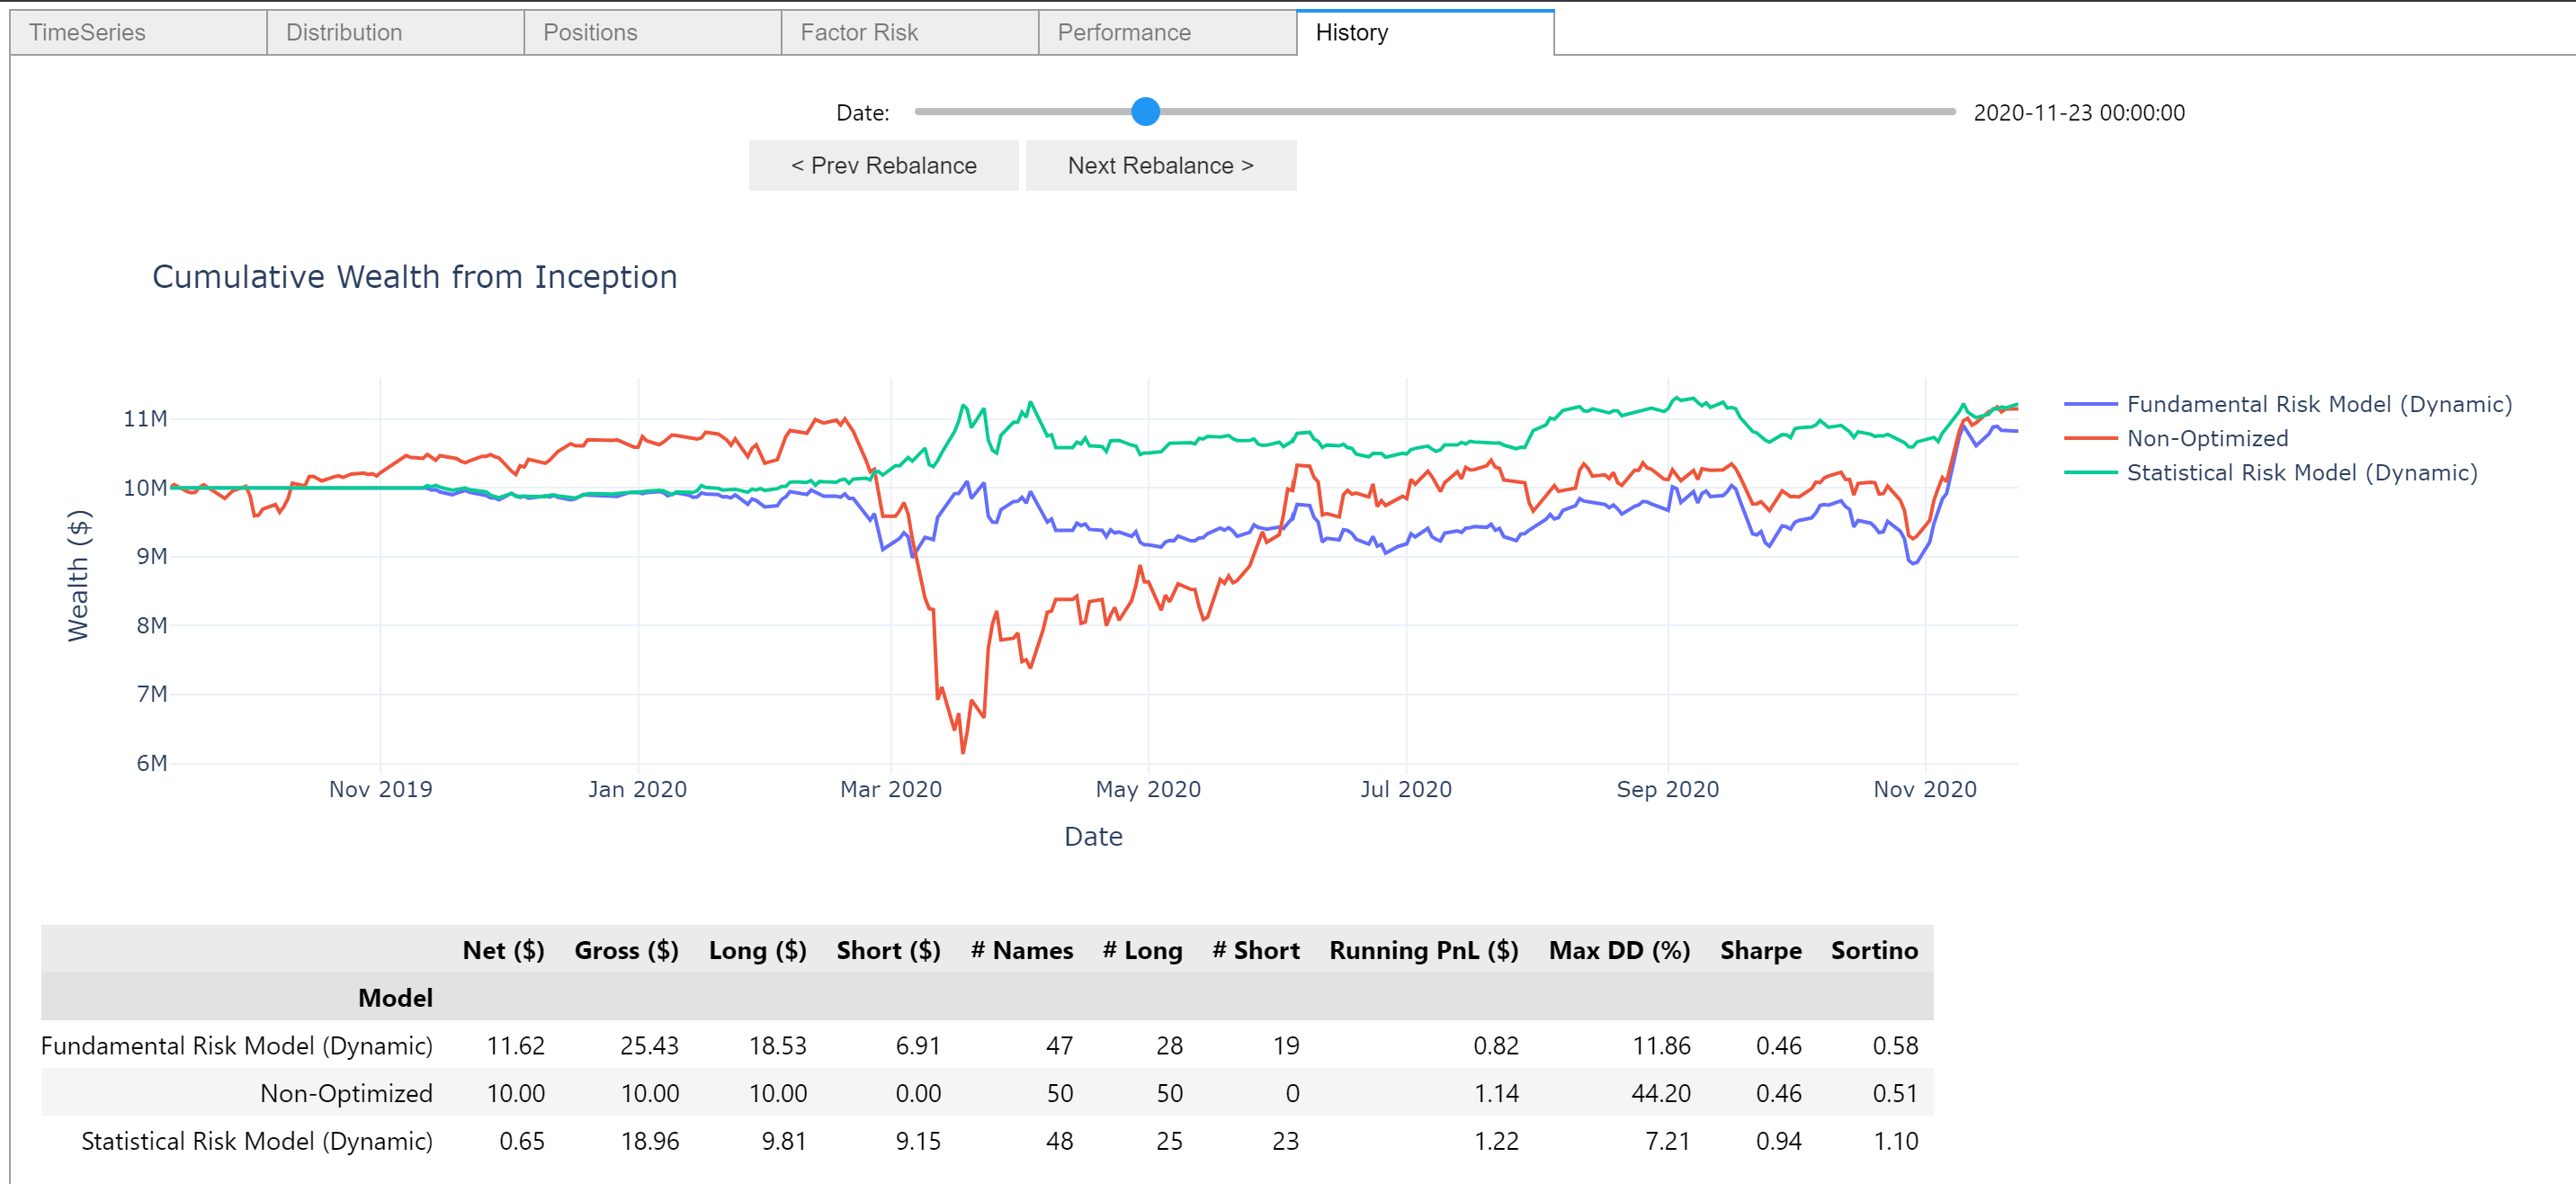 TimeSeries Distribution Positions Factor Risk Performance History
Date: 2020-11-23 00:00:00
< Prev Rebalance Next Rebalance >
Cumulative Wealth from Inception
11M
10M
9M
8M
7M
6M
Wealth ($)
Nov 2019 Jan 2020 Mar 2020 May 2020 Jul 2020 Sep 2020 Nov 2020
Date
Fundamental Risk Model (Dynamic)
Non-Optimized
Statistical Risk Model (Dynamic)
Net ($) Gross ($) Long ($) Short ($) # Names # Long # Short Running PnL ($) Max DD (%) Sharpe Sortino
Model
Fundamental Risk Model (Dynamic) 11.62 25.43 18.53 6.91 47 28 19 0.82 11.86 0.46 0.58
Non-Optimized 10.00 10.00 10.00 0.00 50 50 0 1.14 44.20 0.46 0.51
Statistical Risk Model (Dynamic) 0.65 18.96 9.81 9.15 48 25 23 1.22 7.21 0.94 1.10